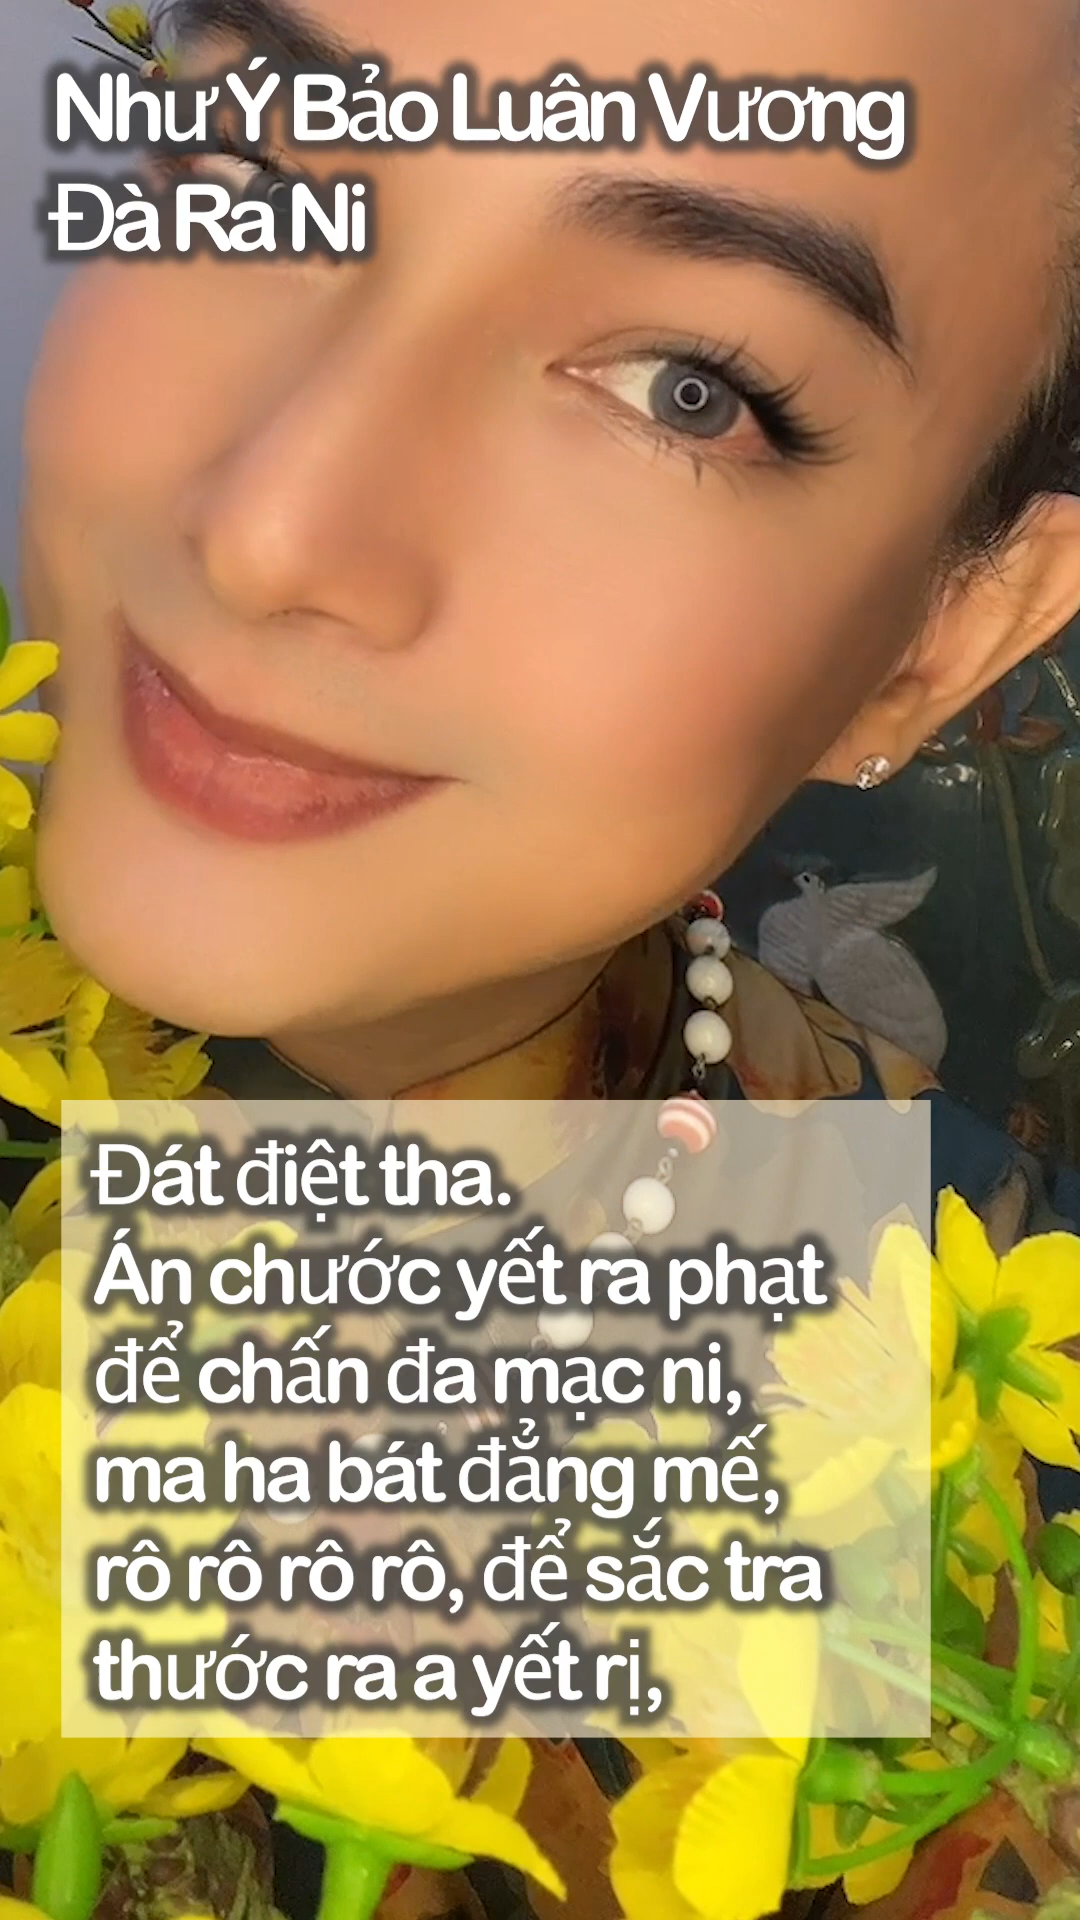 Như Ý Bảo Luân Vương
Đà Ra Ni
Đát điệt tha.
Án chước yết ra phạt
để chấn đa mạc ni,
ma ha bát đẳng mế,
rô rô rô rô, để sắc tra
thước ra a yết rị,